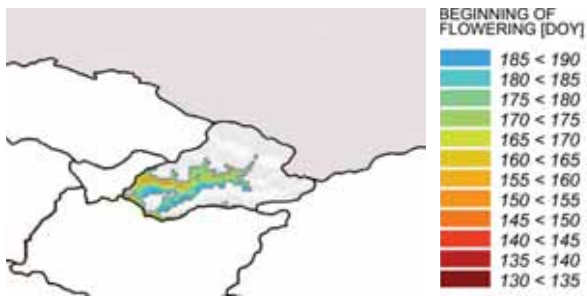 BEGINNING OF
FLOWERING [DOY]
185 < 190
180 < 185
175 < 180
170 < 175
165 < 170
160 < 165
155 < 160
150 < 155
145 < 150
140 < 145
135 < 140
130 < 135